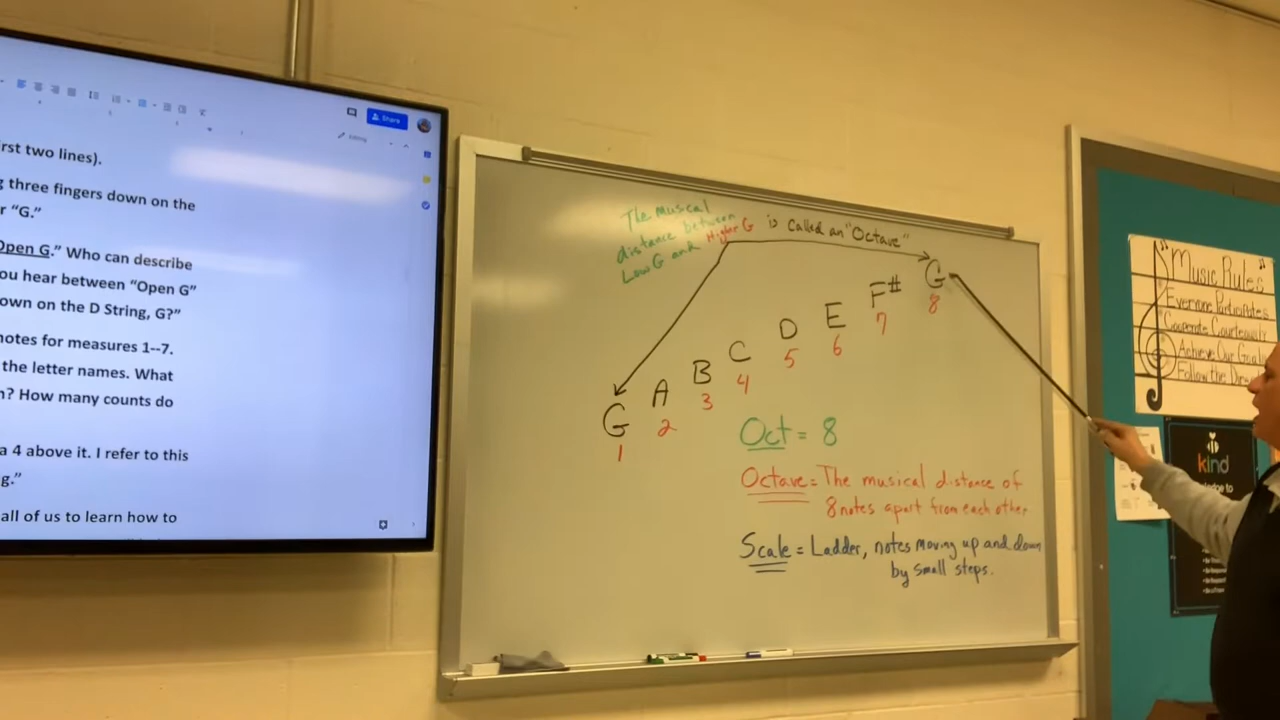 Share
Editing
rst two lines).
three fingers down on the
r “G.”
Open G.” Who can describe
ou hear between “Open G”
own on the D String, G?”
notes for measures 1--7.
the letter names. What
? How many counts do
a 4 above it. I refer to this
g.”
all of us to learn how to
The musical
distance between
Low G and Higher G is called an "Octave"
G A B C D E F# G
1 2 3 4 5 6 7 8
Oct = 8
Octave = The musical distance of
8 notes apart from each other
Scale = Ladder, notes moving up and down
by small steps.
Music Rules
Everyone Participates
Cooperate Courteously
Achieve Our Goals
Follow the
kind